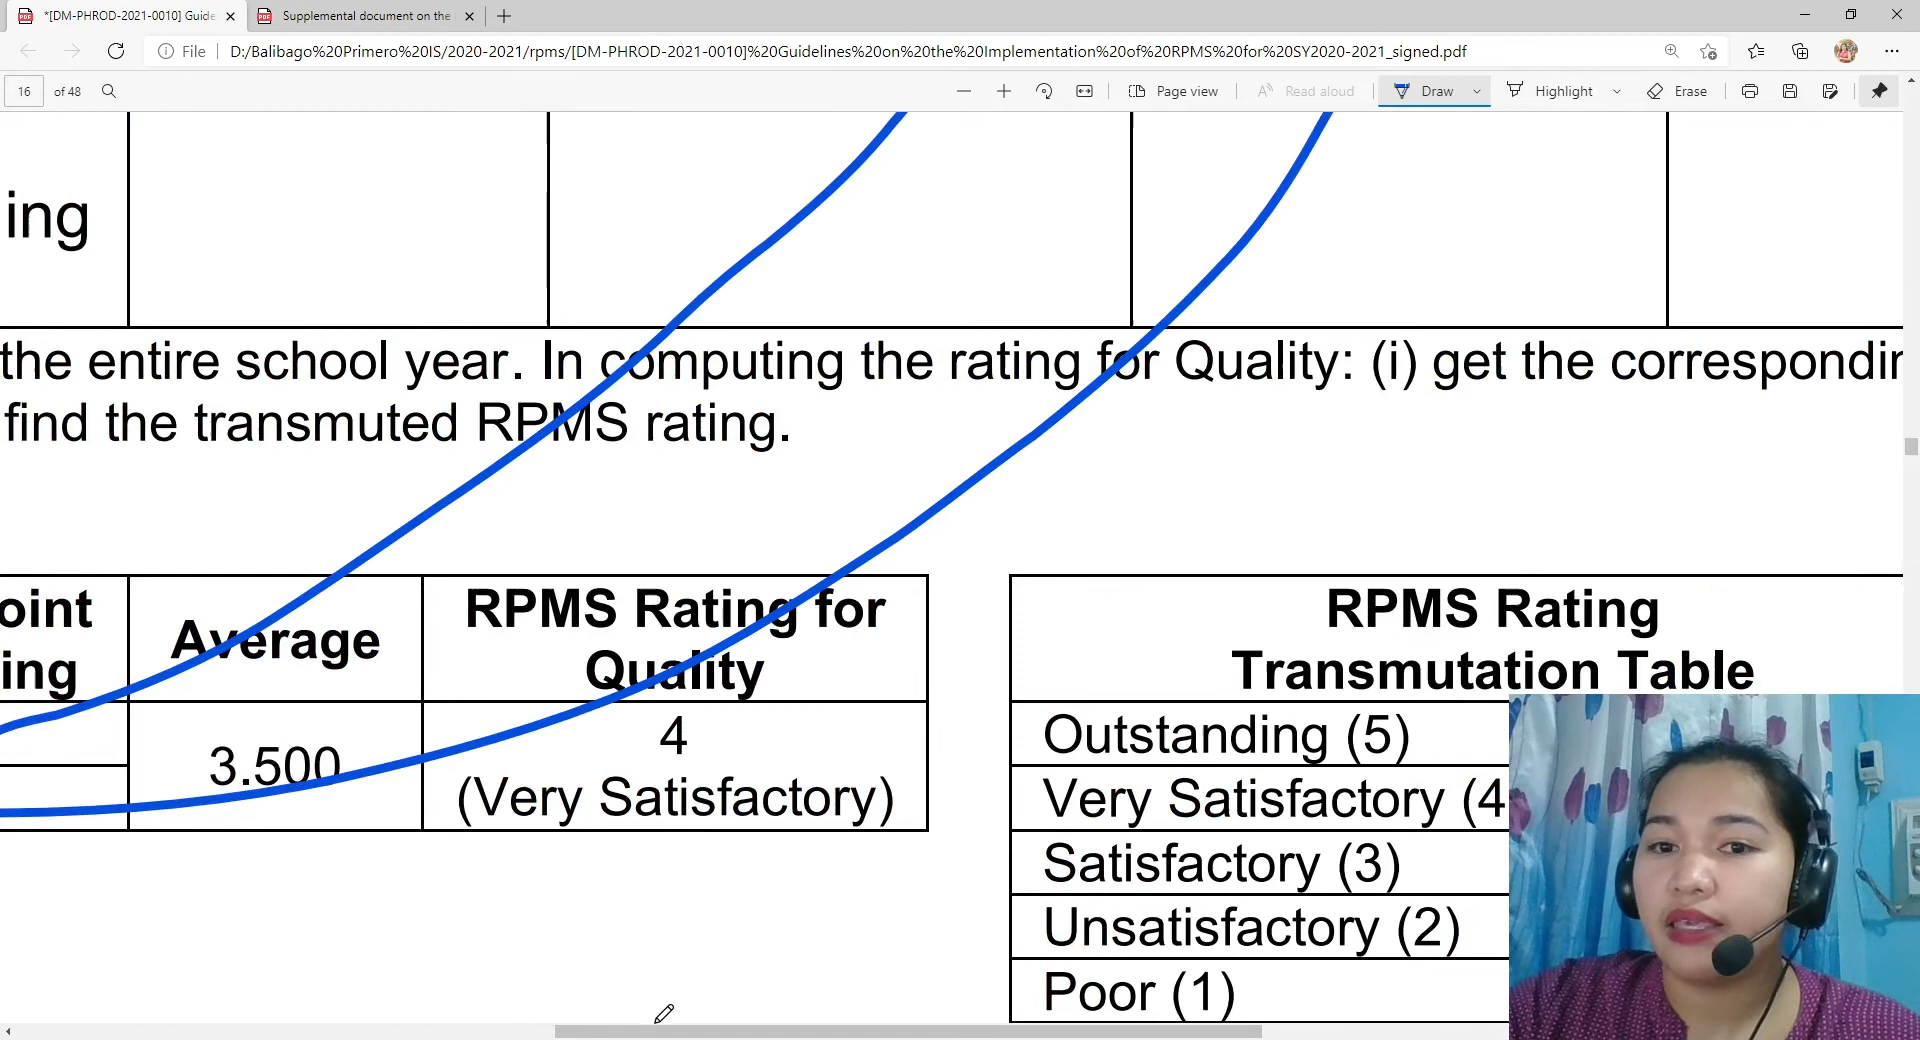 *[DM-PHROD-2021-0010] Guide
Supplemental document on the
File
D:/Balibago%20Primero%20IS/2020-2021/rpms/[DM-PHROD-2021-0010]%20Guidelines%20on%20the%20Implementation%20of%20RPMS%20for%20SY2020-2021_signed.pdf
16 of 48
Page view
Read aloud
Draw
Highlight
Erase
ing
the entire school year. In computing the rating for Quality: (i) get the correspondin
find the transmuted RPMS rating.
oint
ing
Average
RPMS Rating for
Quality
3.500
4
(Very Satisfactory)
RPMS Rating
Transmutation Table
Outstanding (5)
Very Satisfactory (4
Satisfactory (3)
Unsatisfactory (2)
Poor (1)